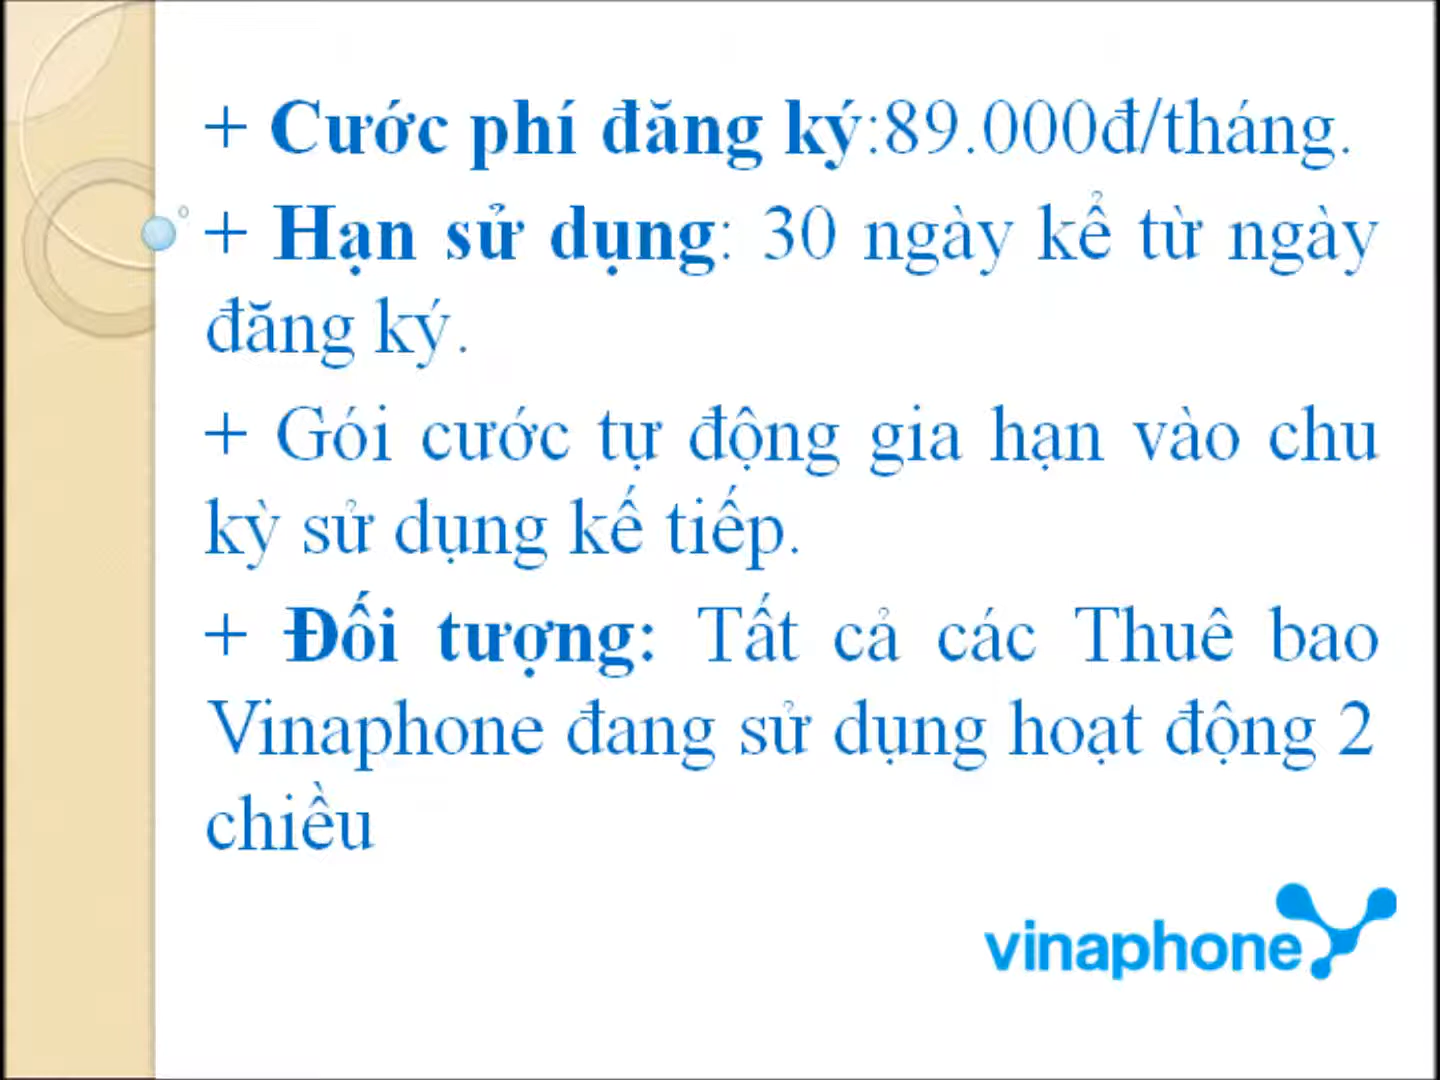 + Cước phí đăng ký:89.000đ/tháng.
+ Hạn sử dụng: 30 ngày kể từ ngày
đăng ký.
+ Gói cước tự động gia hạn vào chu
kỳ sử dụng kế tiếp.
+ Đối tượng: Tất cả các Thuê bao
Vinaphone đang sử dụng hoạt động 2
chiều
vinaphone